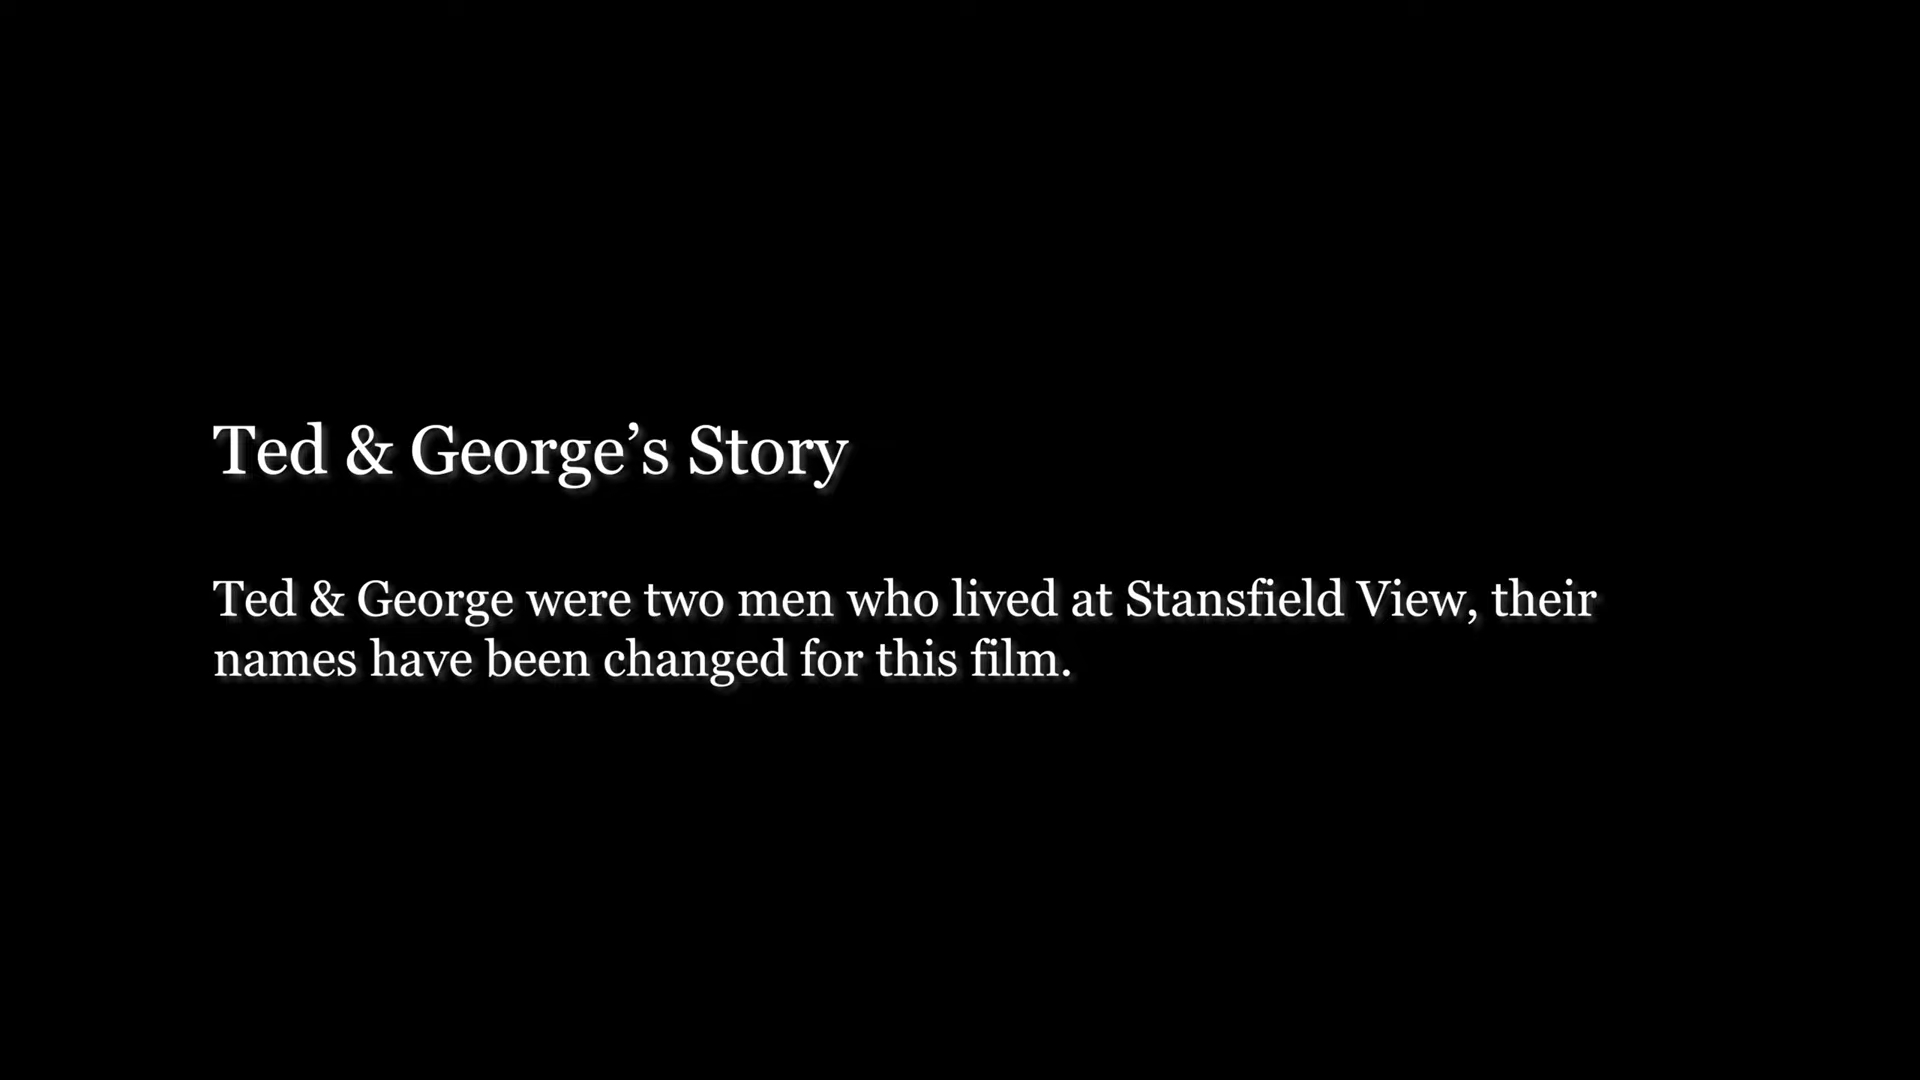 Ted & George’s Story
Ted & George were two men who lived at Stansfield View, their
names have been changed for this film.